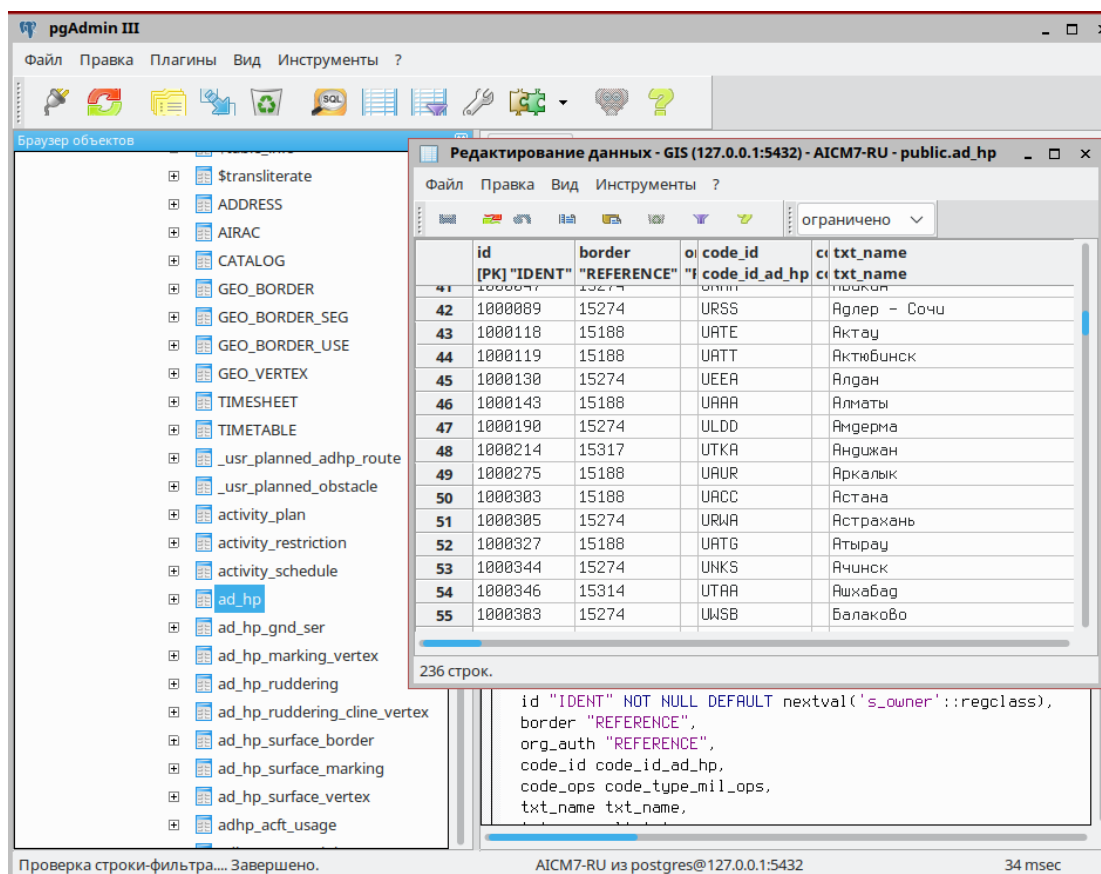 pgAdmin III
Файл Правка Плагины Вид Инструменты ?
SQL
Браузер объектов
$transliterate
ADDRESS
AIRAC
CATALOG
GEO_BORDER
GEO_BORDER_SEG
GEO_BORDER_USE
GEO_VERTEX
TIMESHEET
TIMETABLE
_usr_planned_adhp_route
_usr_planned_obstacle
activity_plan
activity_restriction
activity_schedule
ad_hp
ad_hp_gnd_ser
ad_hp_marking_vertex
ad_hp_ruddering
ad_hp_ruddering_cline_vertex
ad_hp_surface_border
ad_hp_surface_marking
ad_hp_surface_vertex
adhp_acft_usage
Редактирование данных - GIS (127.0.0.1:5432) - AICM7-RU - public.ad_hp
Файл Правка Вид Инструменты ?
ограничено
id border code_id txt_name
[PK] "IDENT" "REFERENCE" code_id_ad_hp txt_name
42 1000089 15274 URSS Адлер - Сочи
43 1000118 15188 UATE Актау
44 1000119 15188 UATT Актюбинск
45 1000130 15274 UEEA Алдан
46 1000143 15188 UAAA Алматы
47 1000190 15274 ULDD Амдерма
48 1000214 15317 UTKA Андижан
49 1000275 15188 UAUR Аркалык
50 1000303 15188 UACC Астана
51 1000305 15274 URWA Астрахань
52 1000327 15188 UATG Атырау
53 1000344 15274 UNKS Ачинск
54 1000346 15314 UTAA Ашхабад
55 1000383 15274 UWSB Балаково
236 строк.
id "IDENT" NOT NULL DEFAULT nextval('s_owner'::regclass),
border "REFERENCE",
org_auth "REFERENCE",
code_id code_id_ad_hp,
code_ops code_type_mil_ops,
txt_name txt_name,
Проверка строки-фильтра.... Завершено.
AICM7-RU из postgres@127.0.0.1:5432
34 msec